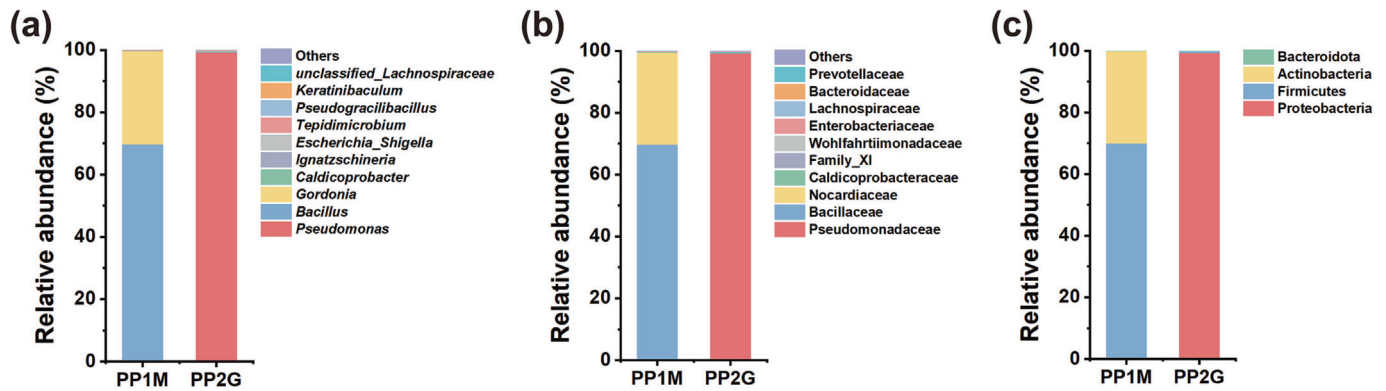 (a)
Relative abundance (%)
100
80
60
40
20
0
PP1M
PP2G
Others
unclassified_Lachnospiraceae
Keratinibaculum
Pseudogracilibacillus
Tepidimicrobium
Escherichia_Shigella
Ignatzschineria
Caldicoprobacter
Gordonia
Bacillus
Pseudomonas
(b)
Relative abundance (%)
100
80
60
40
20
0
PP1M
PP2G
Others
Prevotellaceae
Bacteroidaceae
Lachnospiraceae
Enterobacteriaceae
Wohlfahrtiimonadaceae
Family_XI
Caldicoprobacteraceae
Nocardiaceae
Bacillaceae
Pseudomonadaceae
(c)
Relative abundance (%)
100
80
60
40
20
0
PP1M
PP2G
Bacteroidota
Actinobacteria
Firmicutes
Proteobacteria